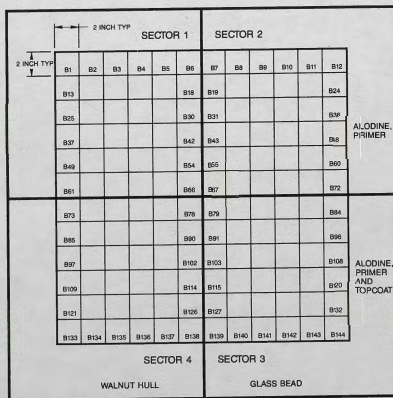 2 INCH TYP
SECTOR 1 SECTOR 2
2 INCH TYP
B1 B2 B3 B4 B5 B6 B7 B8 B9 B10 B11 B12
B13 B18 B19 B24
B25 B30 B31 B36
ALODINE,
PRIMER
B37 B42 B43 B48
B49 B54 B55 B60
B61 B66 B67 B72
B73 B78 B79 B84
B85 B90 B91 B96
B97 B102 B103 B108
ALODINE,
PRIMER
AND
TOPCOAT
B109 B114 B115 B120
B121 B126 B127 B132
B133 B134 B135 B136 B137 B138 B139 B140 B141 B142 B143 B144
SECTOR 4 SECTOR 3
WALNUT HULL GLASS BEAD